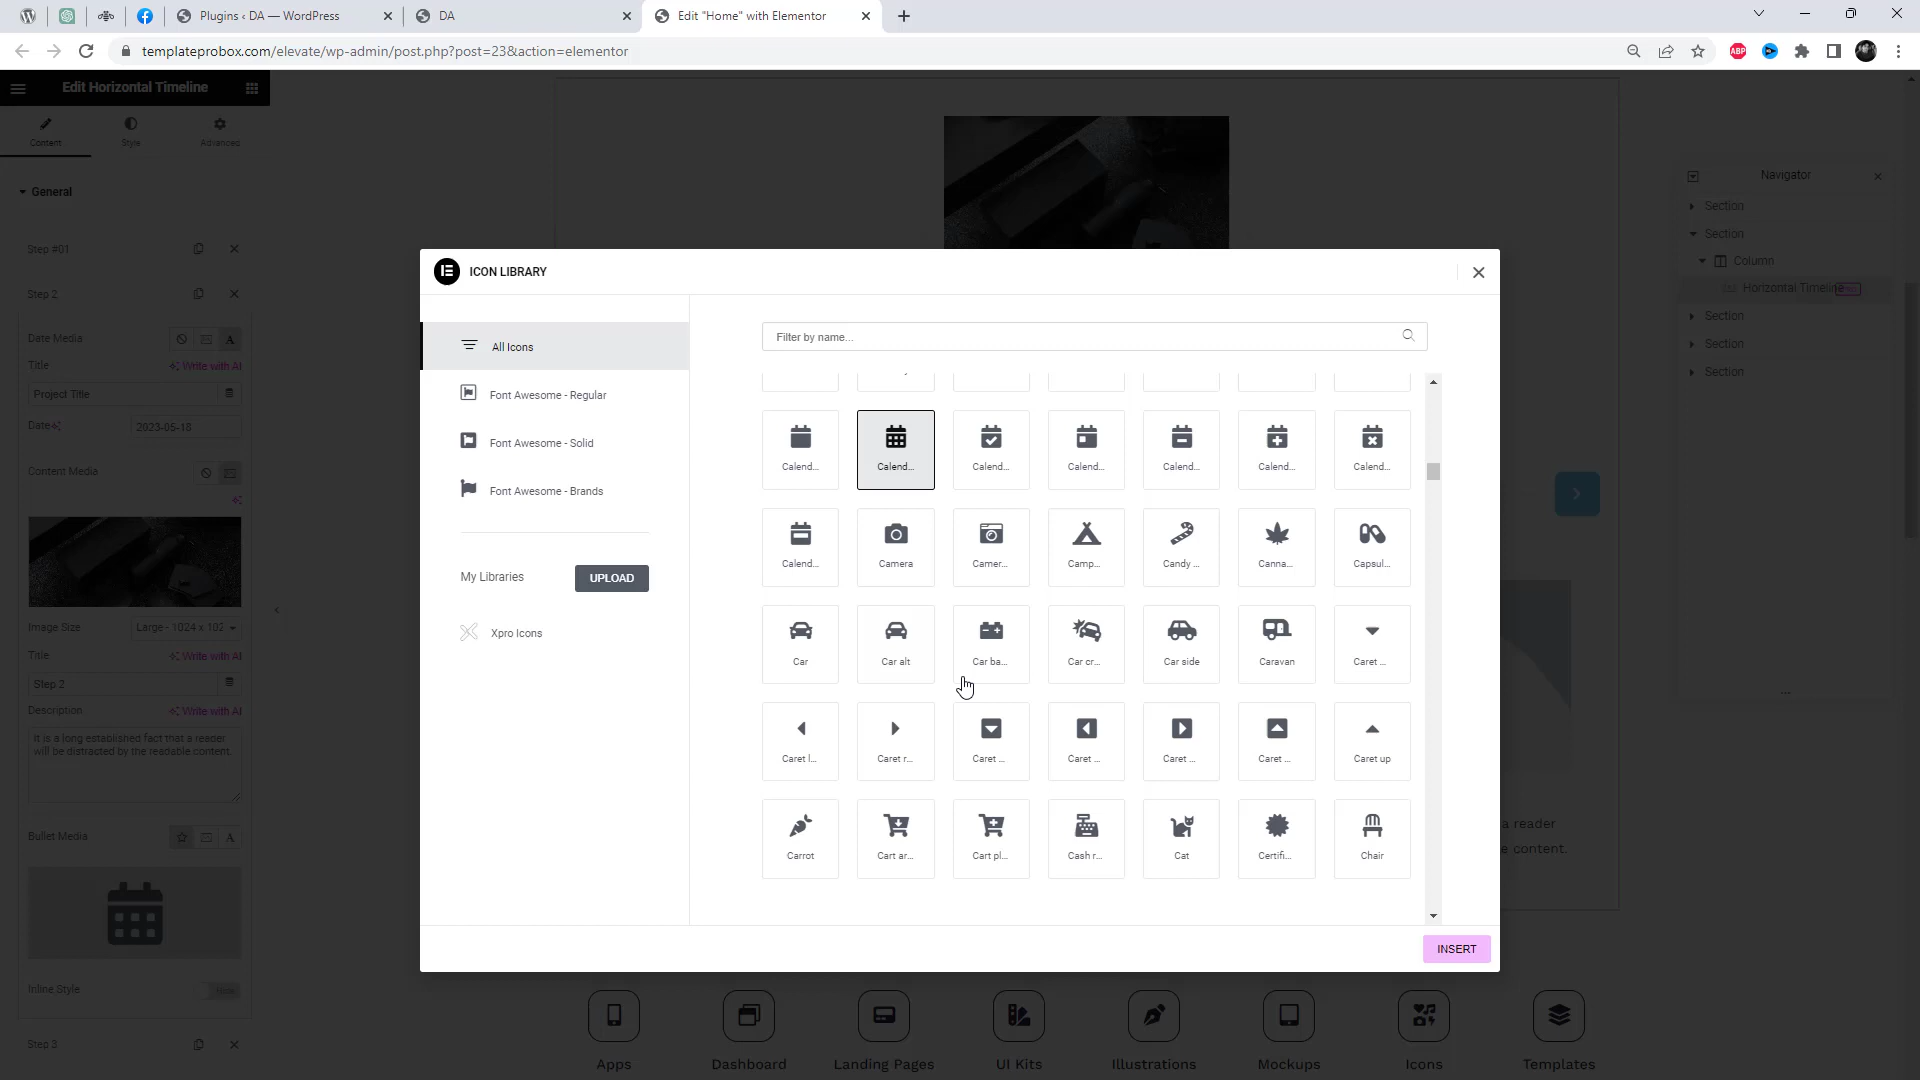 Plugins ‹ DA — WordPress
DA
Edit "Home" with Elementor
templateprobox.com/elevate/wp-admin/post.php?post=23&action=elementor
ABP
Edit Horizontal Timeline
Content
Style
Advanced
General
Step #01
Step 2
Date Media
Title
Write with AI
Project Title
Date
2023-05-18
Content Media
Image Size
Large - 1024 x 102
Title
Write with AI
Step 2
Description
Write with AI
It is a long established fact that a reader
will be distracted by the readable content.
Bullet Media
Inline Style
Step 3
ICON LIBRARY
All Icons
Font Awesome - Regular
Font Awesome - Solid
Font Awesome - Brands
My Libraries
UPLOAD
Xpro Icons
Filter by name...
Calend...
Calend...
Calend...
Calend...
Calend...
Calend...
Calend...
Calend...
Camera
Camer...
Camp...
Candy ...
Canna...
Capsul...
Car
Car alt
Car ba...
Car cr...
Car side
Caravan
Caret ...
Caret l...
Caret r...
Caret ...
Caret ...
Caret ...
Caret ...
Caret up
Carrot
Cart ar...
Cart pl...
Cash r...
Cat
Certifi...
Chair
INSERT
Navigator
Section
Section
Column
Horizontal Timeline
Section
Section
Section
...
a reader
e content.
Apps
Dashboard
Landing Pages
UI Kits
Illustrations
Mockups
Icons
Templates